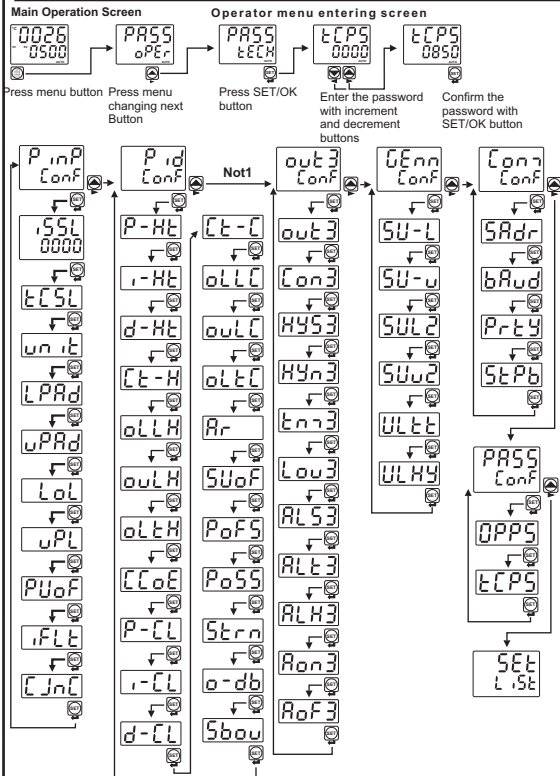 Main Operation Screen
Operator menu entering screen
0026
0500
PASS
oPEr
PASS
tECH
tCPS
0000
tCPS
0850
Press menu button
Press menu changing next Button
Press SET/OK button
Enter the password with increment and decrement buttons
Confirm the password with SET/OK button
P inP
ConF
iSSL
0000
tCSL
unit
LPAd
uPAd
LoL
uPL
PUoF
iFLt
CJnC
P id
ConF
P-Ht
i-Ht
d-Ht
Ct-H
oLLH
ouLH
oLtH
CCoE
P-CL
i-CL
d-CL
Not1
Ct-C
oLLC
ouLC
oLtC
Ar
SUoF
PoFS
PoSS
Strn
o-db
Sbou
out3
ConF
out3
Con3
HYS3
HYn3
tnn3
Lou3
ALS3
ALt3
ALH3
Aon3
AoF3
GEnn
ConF
SU-L
SU-u
SUL2
SUu2
ULtt
ULHY
Conn
ConF
SAdr
bAud
PrtY
StPb
PASS
ConF
OPPS
tCPS
SEt
LiSt